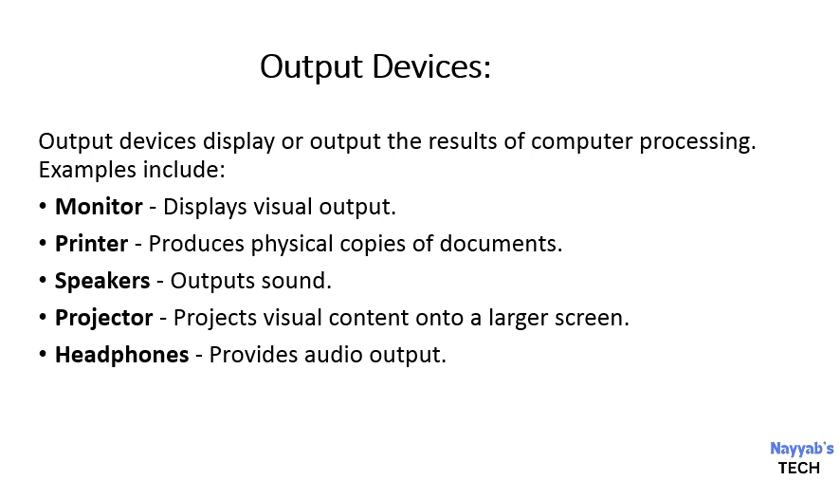 Output Devices:
Output devices display or output the results of computer processing.
Examples include:
• Monitor - Displays visual output.
• Printer - Produces physical copies of documents.
• Speakers - Outputs sound.
• Projector - Projects visual content onto a larger screen.
• Headphones - Provides audio output.
Nayyab's
TECH